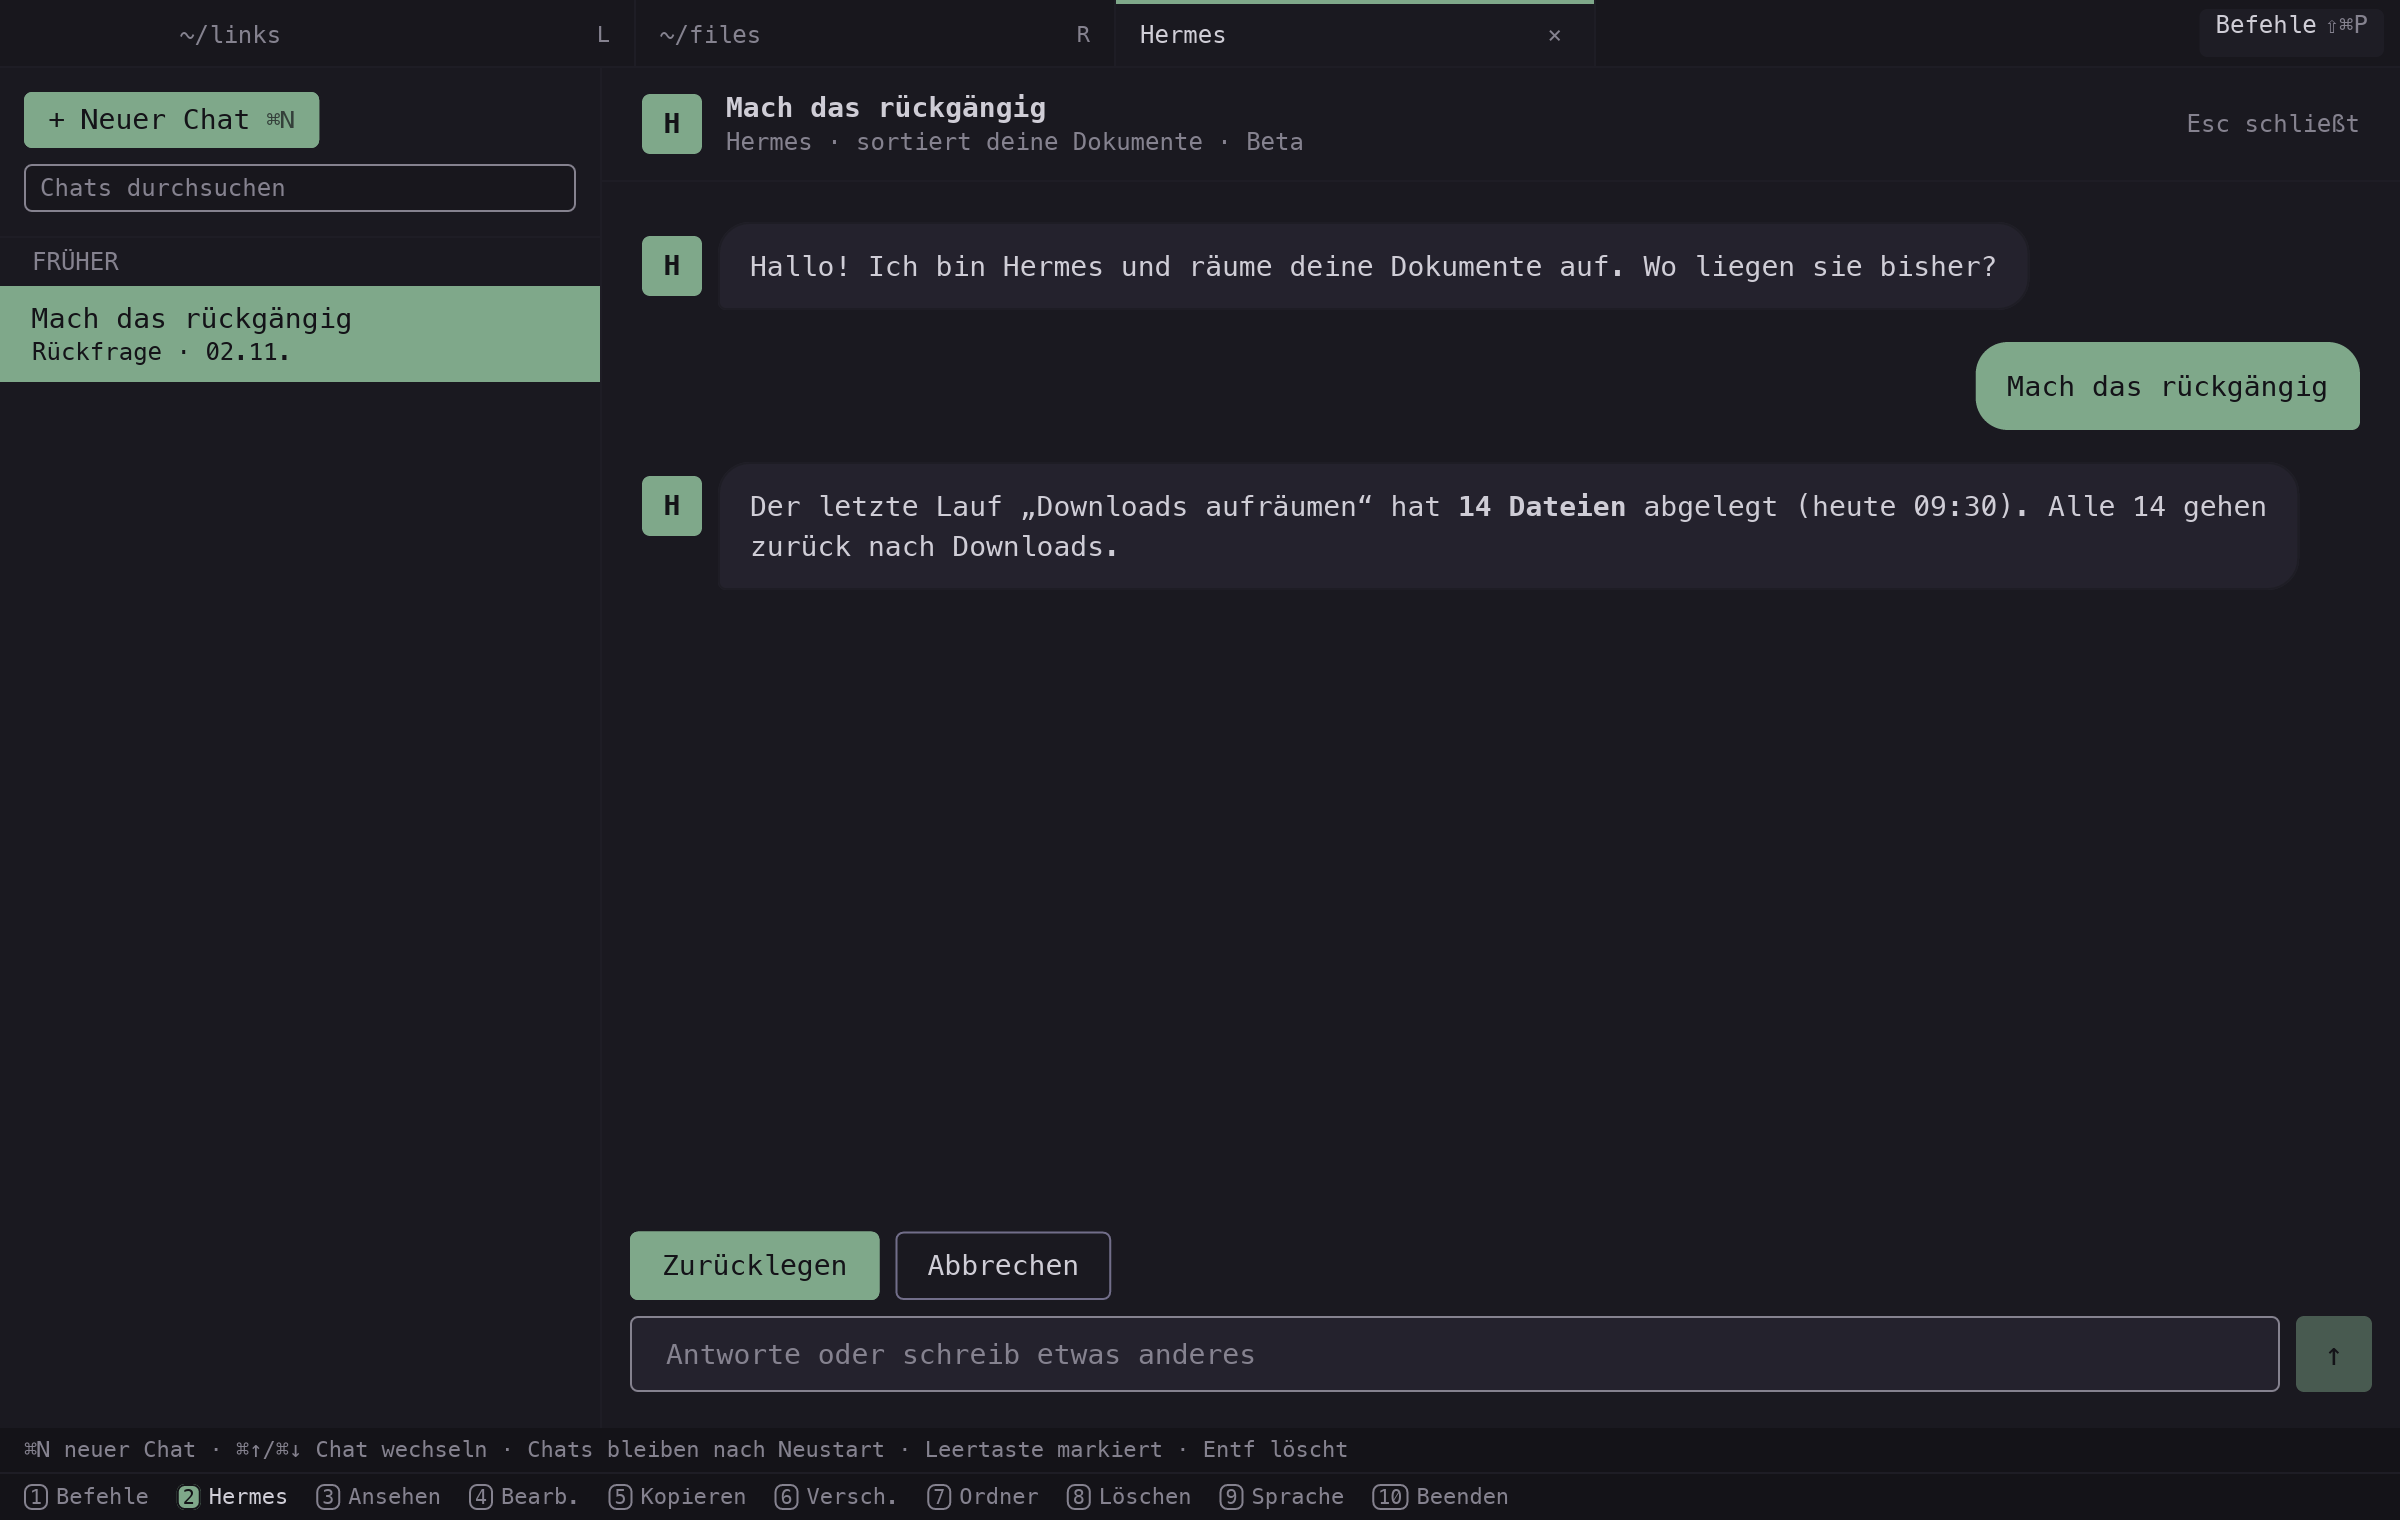 ~/links L ~/files R Hermes × Befehle ⇧⌘P
+ Neuer Chat ⌘N
Chats durchsuchen
FRÜHER
Mach das rückgängig
Rückfrage · 02.11.
H
Mach das rückgängig
Hermes · sortiert deine Dokumente · Beta
Esc schließt
H
Hallo! Ich bin Hermes und räume deine Dokumente auf. Wo liegen sie bisher?
Mach das rückgängig
H
Der letzte Lauf „Downloads aufräumen“ hat 14 Dateien abgelegt (heute 09:30). Alle 14 gehen
zurück nach Downloads.
Zurücklegen Abbrechen
Antworte oder schreib etwas anderes ↑
⌘N neuer Chat · ⌘↑/⌘↓ Chat wechseln · Chats bleiben nach Neustart · Leertaste markiert · Entf löscht
1 Befehle 2 Hermes 3 Ansehen 4 Bearb. 5 Kopieren 6 Versch. 7 Ordner 8 Löschen 9 Sprache 10 Beenden